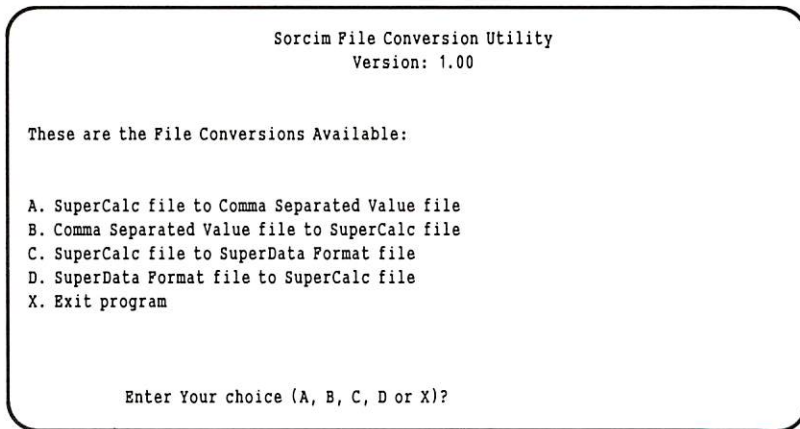 Sorcim File Conversion Utility
Version: 1.00
These are the File Conversions Available:
A. SuperCalc file to Comma Separated Value file
B. Comma Separated Value file to SuperCalc file
C. SuperCalc file to SuperData Format file
D. SuperData Format file to SuperCalc file
X. Exit program
Enter Your choice (A, B, C, D or X)?